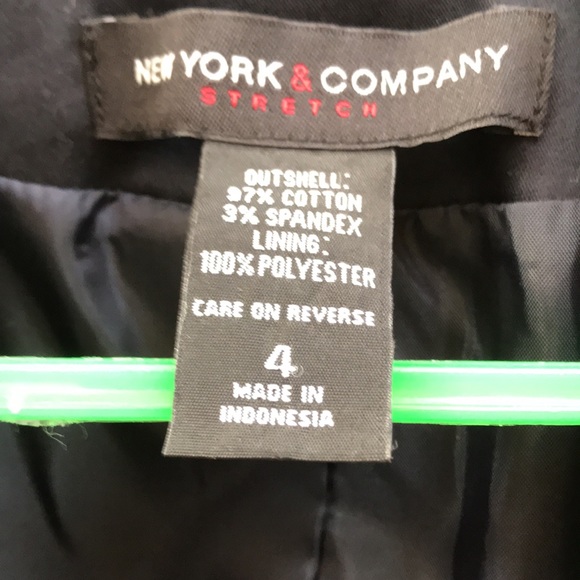 NEW YORK & COMPANY
STRETCH
OUTSHELL:
97% COTTON
3% SPANDEX
LINING:
100% POLYESTER
CARE ON REVERSE
4
MADE IN
INDONESIA